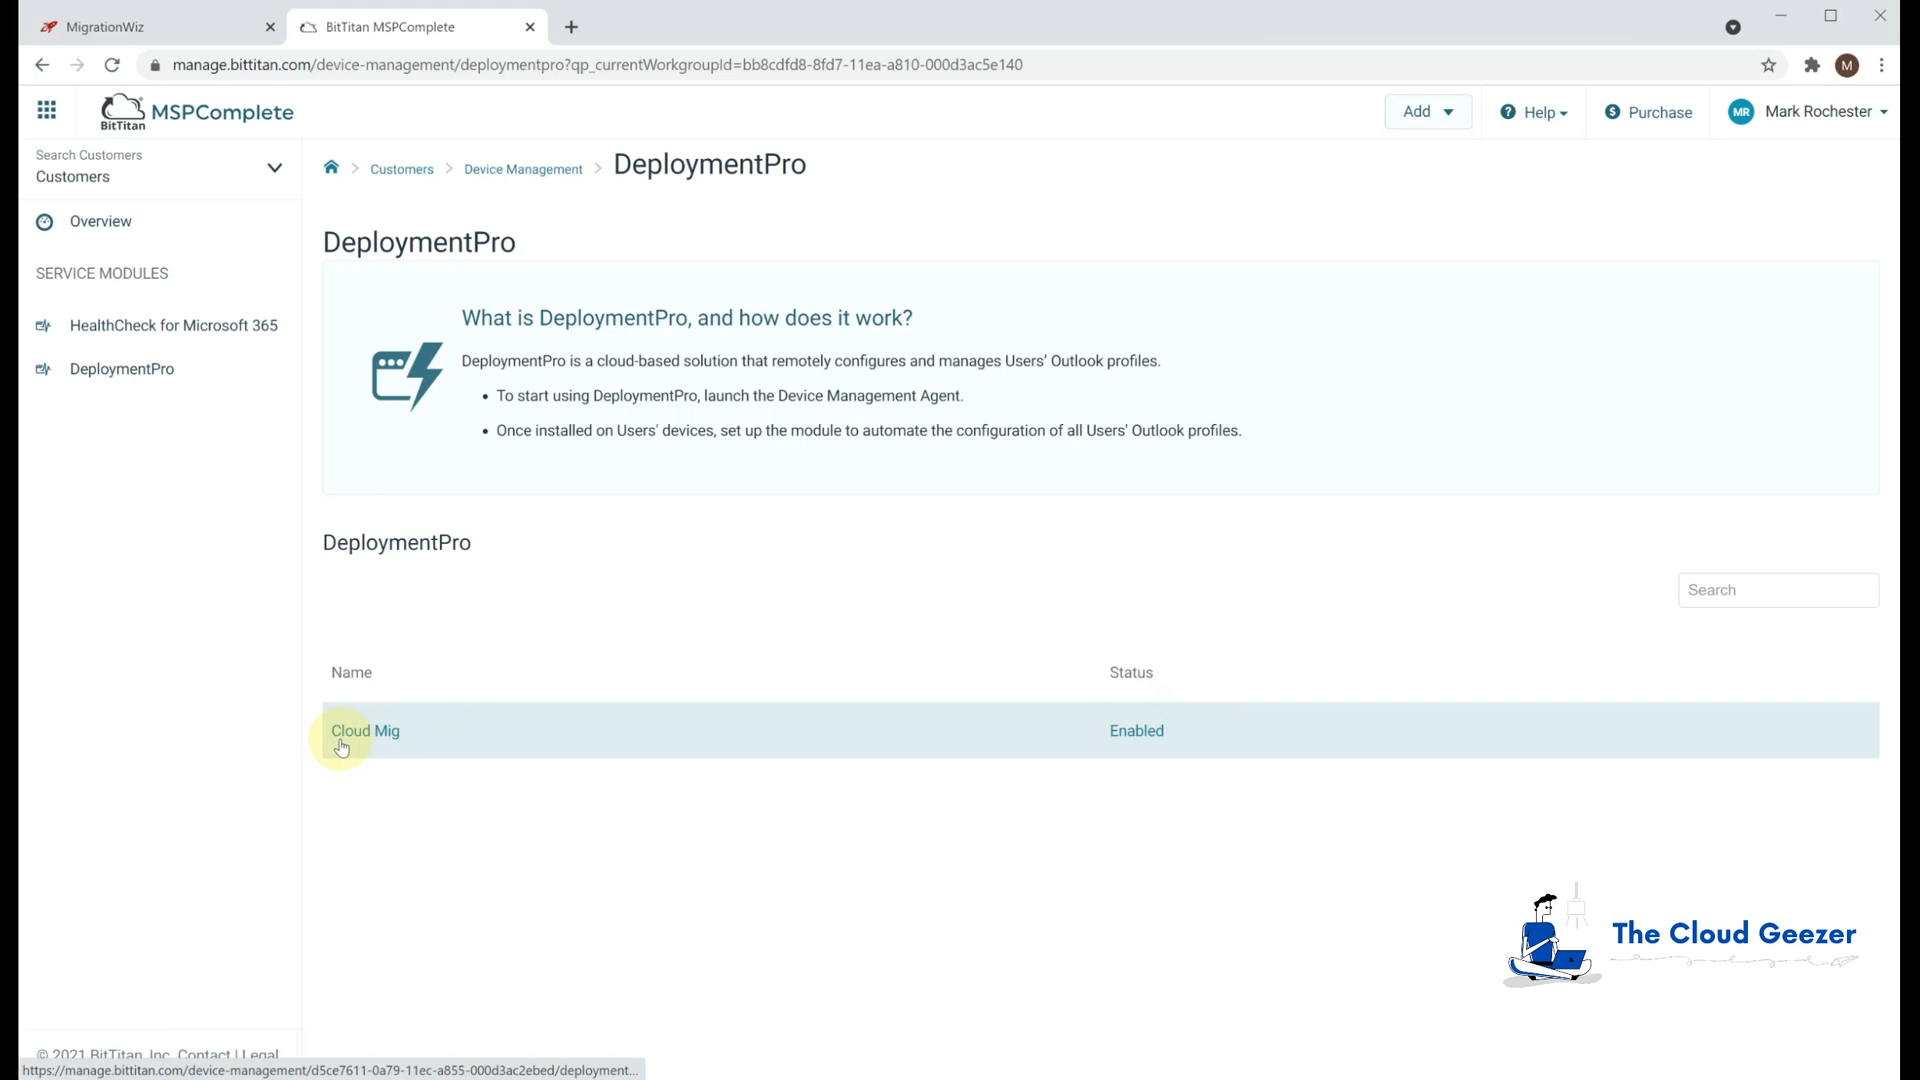 MigrationWiz
BitTitan MSPComplete
manage.bittitan.com/device-management/deploymentpro?qp_currentWorkgroupId=bb8cdfd8-8fd7-11ea-a810-000d3ac5e140
M
BitTitan MSPComplete
Add
Help
Purchase
MR Mark Rochester
Search Customers
Customers
Customers > Device Management > DeploymentPro
Overview
SERVICE MODULES
HealthCheck for Microsoft 365
DeploymentPro
DeploymentPro
What is DeploymentPro, and how does it work?
DeploymentPro is a cloud-based solution that remotely configures and manages Users' Outlook profiles.
• To start using DeploymentPro, launch the Device Management Agent.
• Once installed on Users' devices, set up the module to automate the configuration of all Users' Outlook profiles.
DeploymentPro
Search
Name Status
Cloud Mig Enabled
The Cloud Geezer
© 2021 BitTitan, Inc. Contact | Legal
https://manage.bittitan.com/device-management/d5ce7611-0a79-11ec-a855-000d3ac2ebed/deployment...